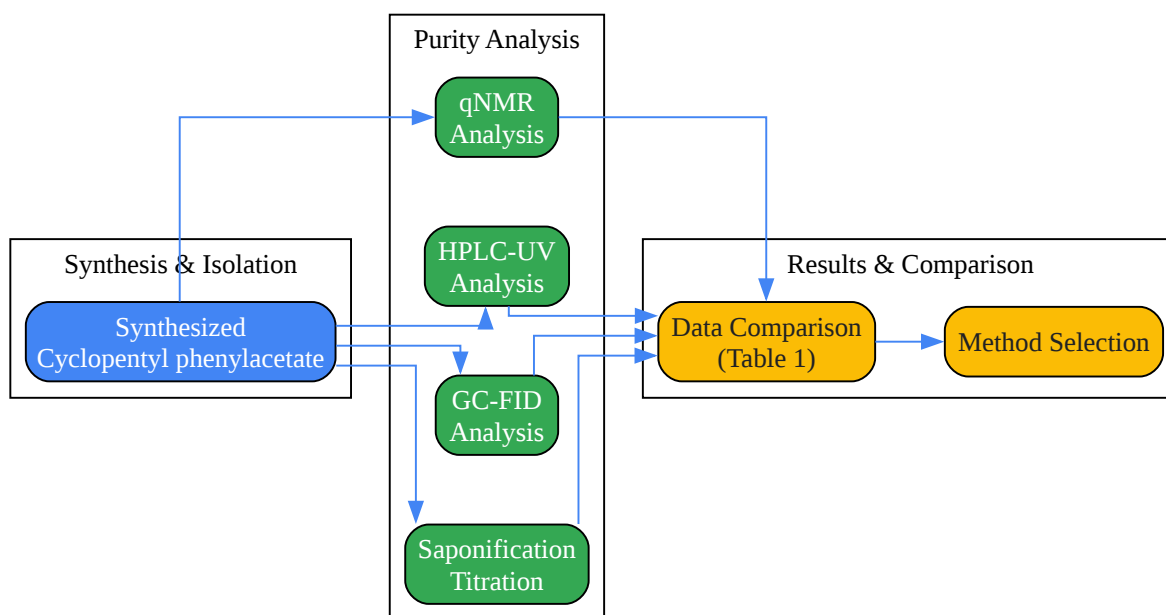 Purity Analysis
qNMR
Analysis
HPLC-UV
Analysis
GC-FID
Analysis
Saponification
Titration
Synthesis & Isolation
Synthesized
Cyclopentyl phenylacetate
Results & Comparison
Data Comparison
(Table 1)
Method Selection